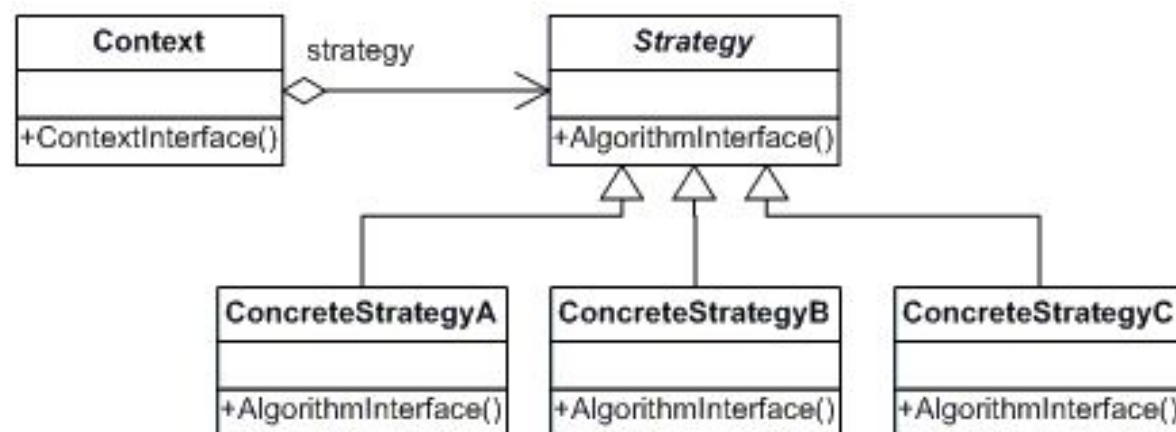 Context
strategy
Strategy
+ContextInterface()
+AlgorithmInterface()
ConcreteStrategyA
ConcreteStrategyB
ConcreteStrategyC
+AlgorithmInterface()
+AlgorithmInterface()
+AlgorithmInterface()